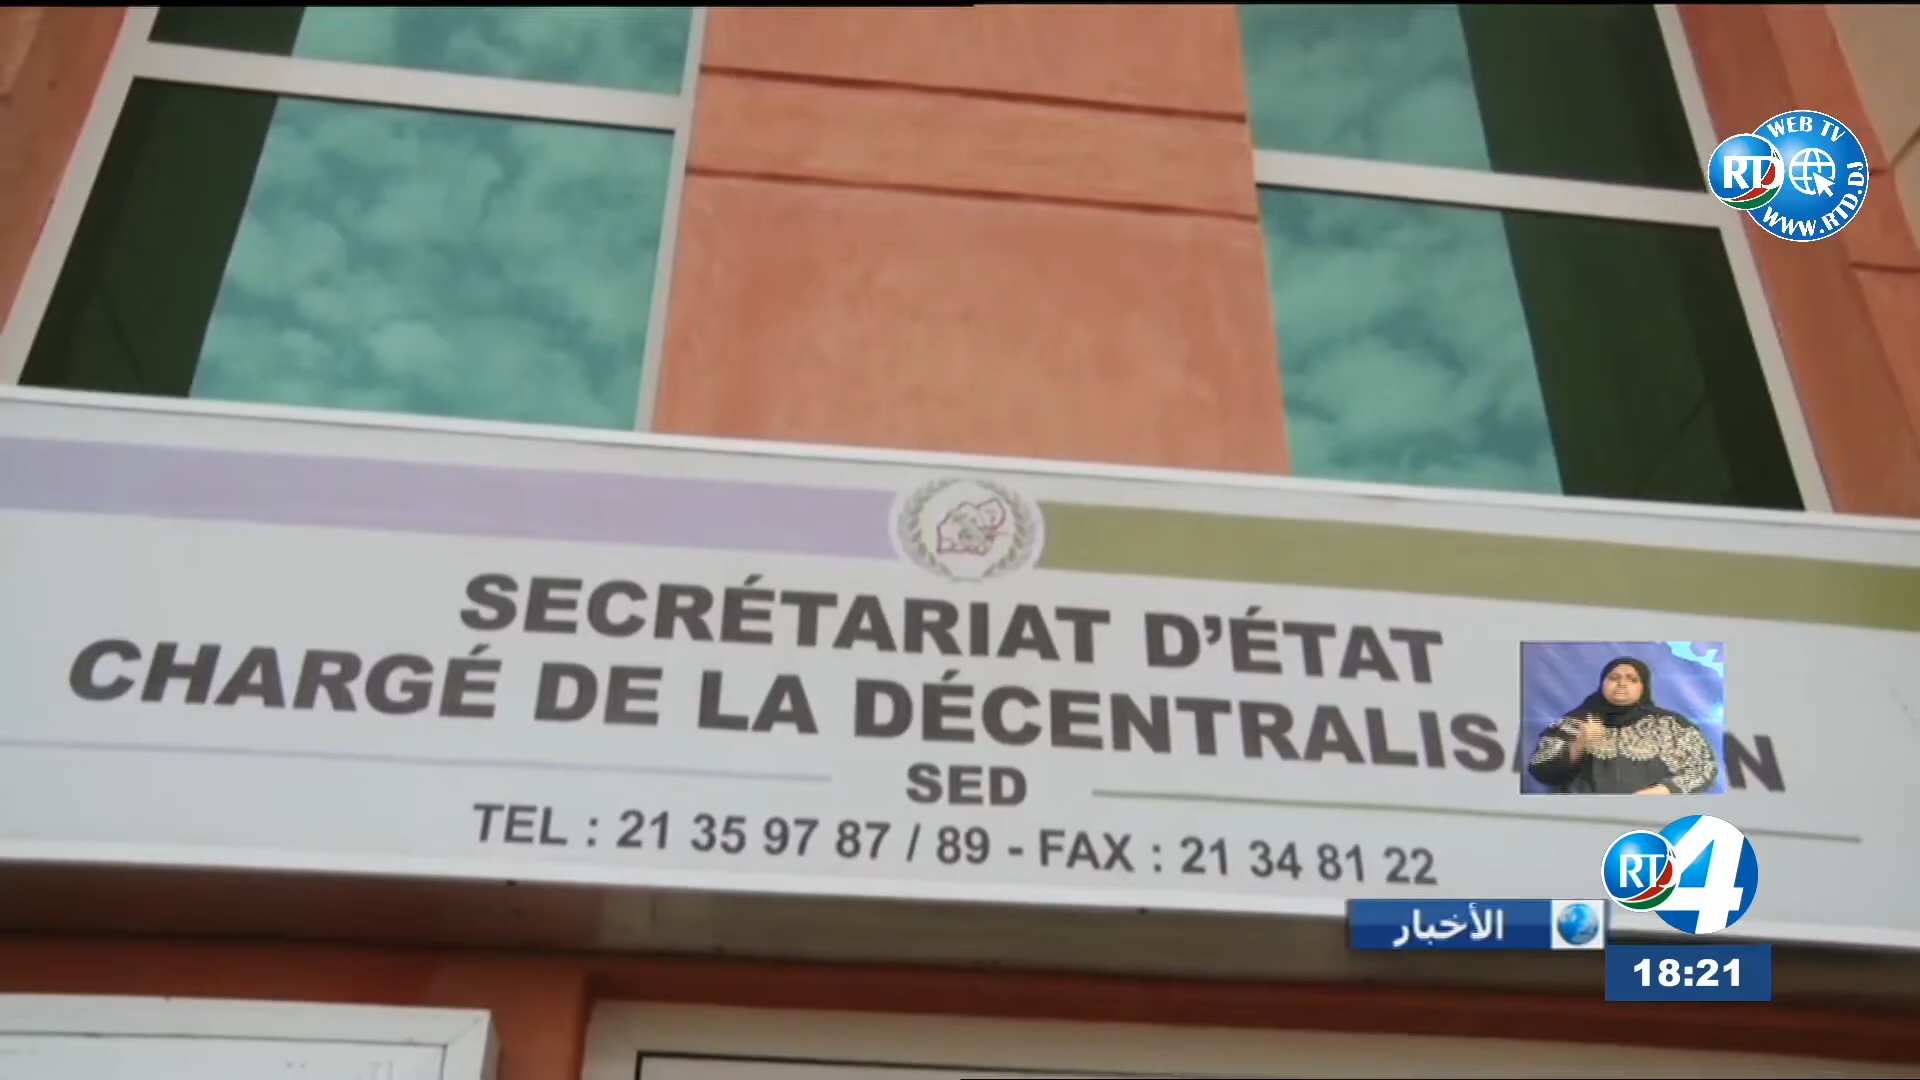 WEB TV
RTD
WWW.RTD.DJ
SECRÉTARIAT D'ÉTAT
CHARGÉ DE LA DÉCENTRALISA N
SED
TEL : 21 35 97 87 / 89 - FAX : 21 34 81 22
RTD 4
الأخبار
18:21